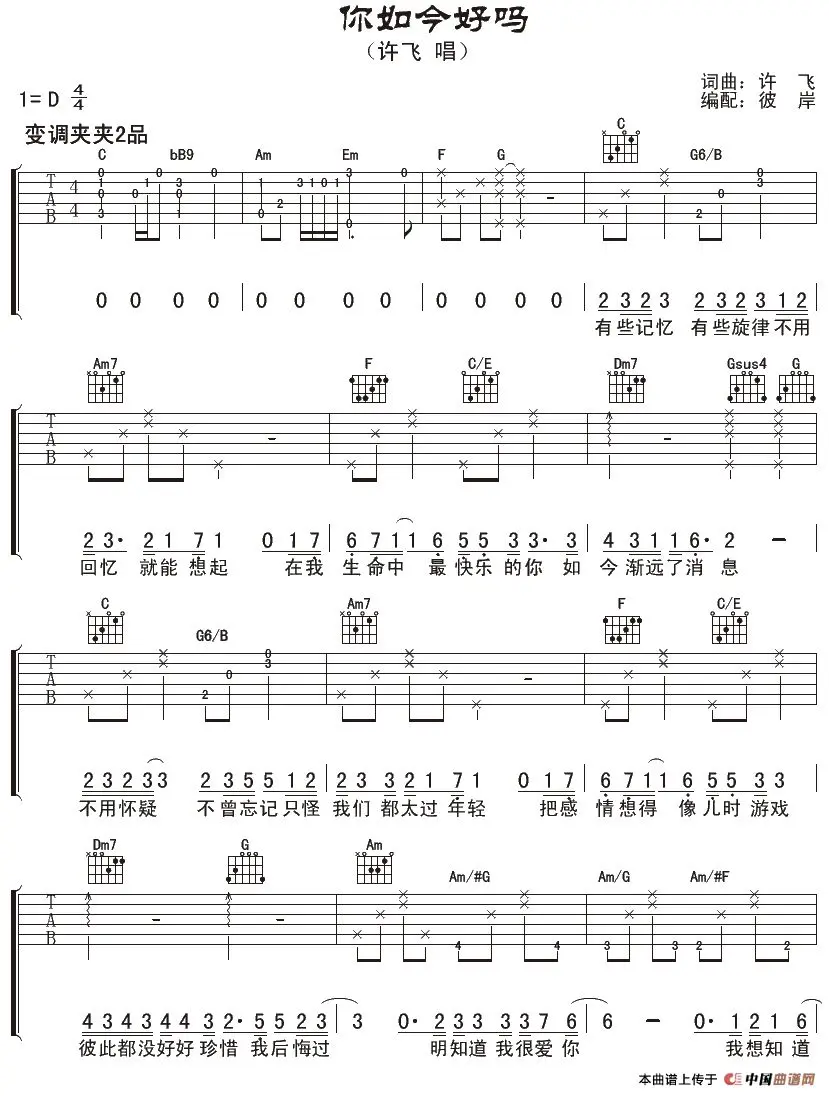 你如今好吗
（许飞 唱）
词曲：许 飞
1= D 4/4
编配：彼 岸
变调夹夹2品
C bB9 Am Em F G C G6/B
0 0 0 0 0 0 0 0 0 0 0 0 2 3 2 3 2 3 2 3 1 2
有些记忆 有些旋律不用
Am7 F C/E Dm7 Gsus4 G
2 3· 2 1 7 1 0 1 7 6 7 1 1 6 5 5 3 3· 3 4 3 1 1 6· 2 －
回忆 就能想起 在我 生命中 最快乐的你 如 今渐远了消息
C G6/B Am7 F C/E
2 3 2 3 3 2 3 5 5 1 2 2 3 2 1 7 1 0 1 7 6 7 1 1 6 5 5 3 3
不用怀疑 不曾忘记只怪 我们都太过年轻 把感 情想得 像儿时游戏
Dm7 G Am Am/#G Am/G Am/#F
4 3 4 3 4 4 3 2· 5 5 2 3 3 0· 2 3 3 3 7 6 6 － 0· 1 2 1 6
彼此都没好好珍惜 我后悔过 明知道我很爱你 我想知道
本曲谱上传于 中国曲谱网